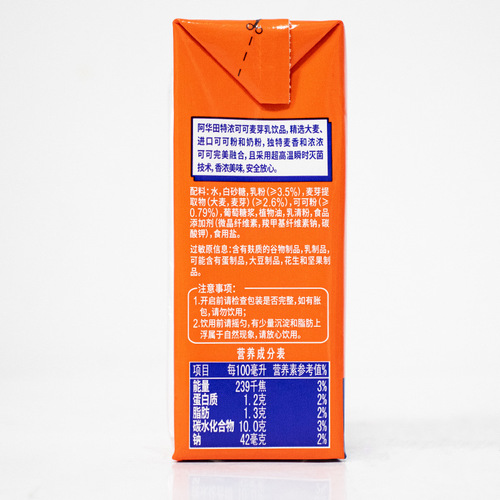 阿华田特浓可可麦芽乳饮品,精选大麦、
进口可可粉和奶粉,独特麦香和浓浓
可可完美融合,且采用超高温瞬时灭菌
技术,香浓美味,安全放心。
配料:水,白砂糖,乳粉(≥3.5%),麦芽提
取物(大麦,麦芽)(≥2.6%),可可粉(≥
0.79%),葡萄糖浆,植物油,乳清粉,食品
添加剂(微晶纤维素,羧甲基纤维素钠,碳
酸钾),食用盐。
过敏原信息:含有麸质的谷物制品,乳制品,
可能含有蛋制品,大豆制品,花生和坚果制
品。
注意事项:
1.开启前请检查包装是否完整,如有胀
包,请勿饮用;
2.饮用前请摇匀,有少量沉淀和脂肪上
浮属于自然现象,请放心饮用。
营养成分表
项目 每100毫升 营养素参考值%
能量 239千焦 3%
蛋白质 1.2克 2%
脂肪 1.3克 2%
碳水化合物 10.0克 3%
钠 42毫克 2%